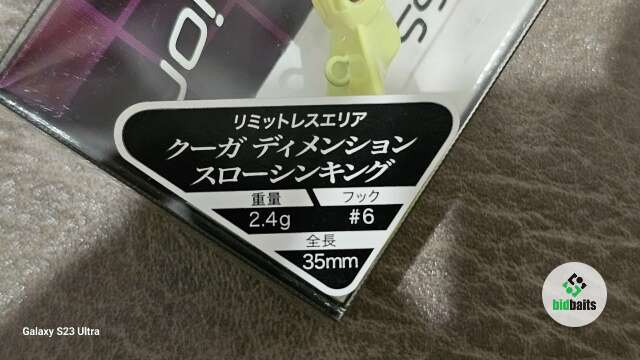 リミットレスエリア
クーガ ディメンション
スローシンキング
重量 フック
2.4g #6
全長
35mm
bidbaits
Galaxy S23 Ultra